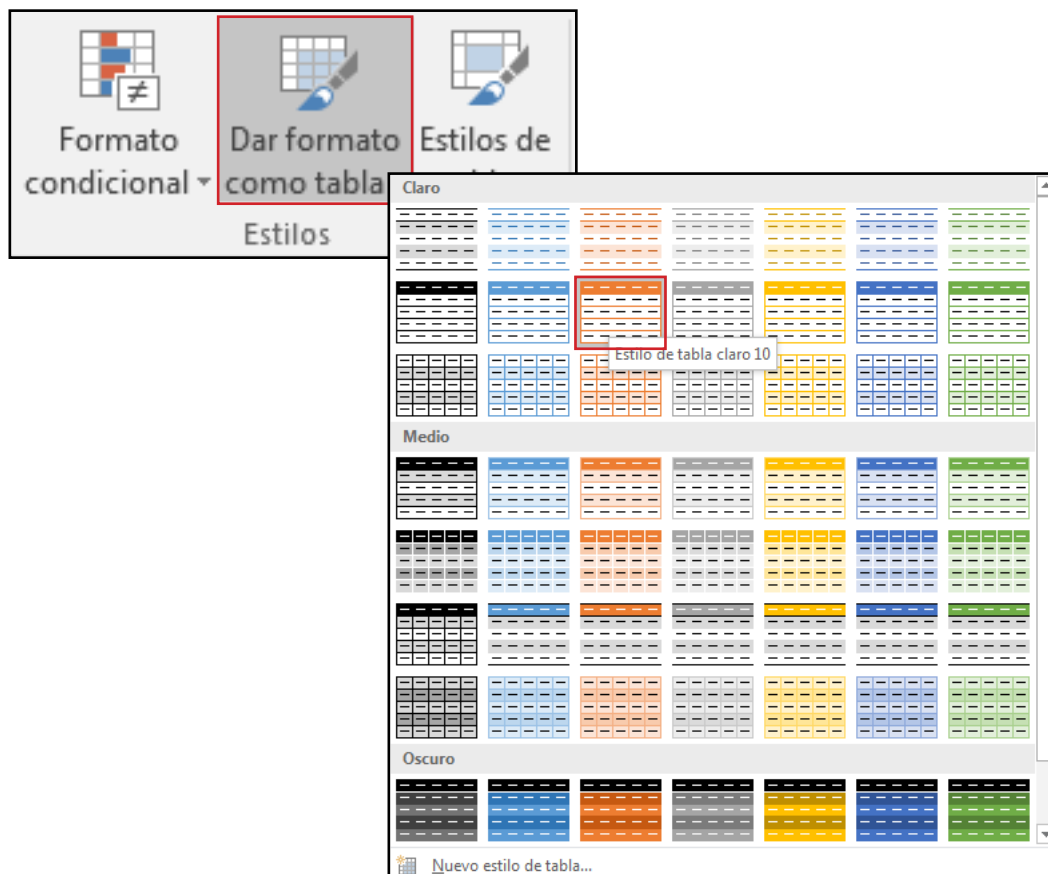 Formato
condicional
Dar formato
como tabla
Estilos de
Estilos
Claro
Estilo de tabla claro 10
Medio
Oscuro
Nuevo estilo de tabla...